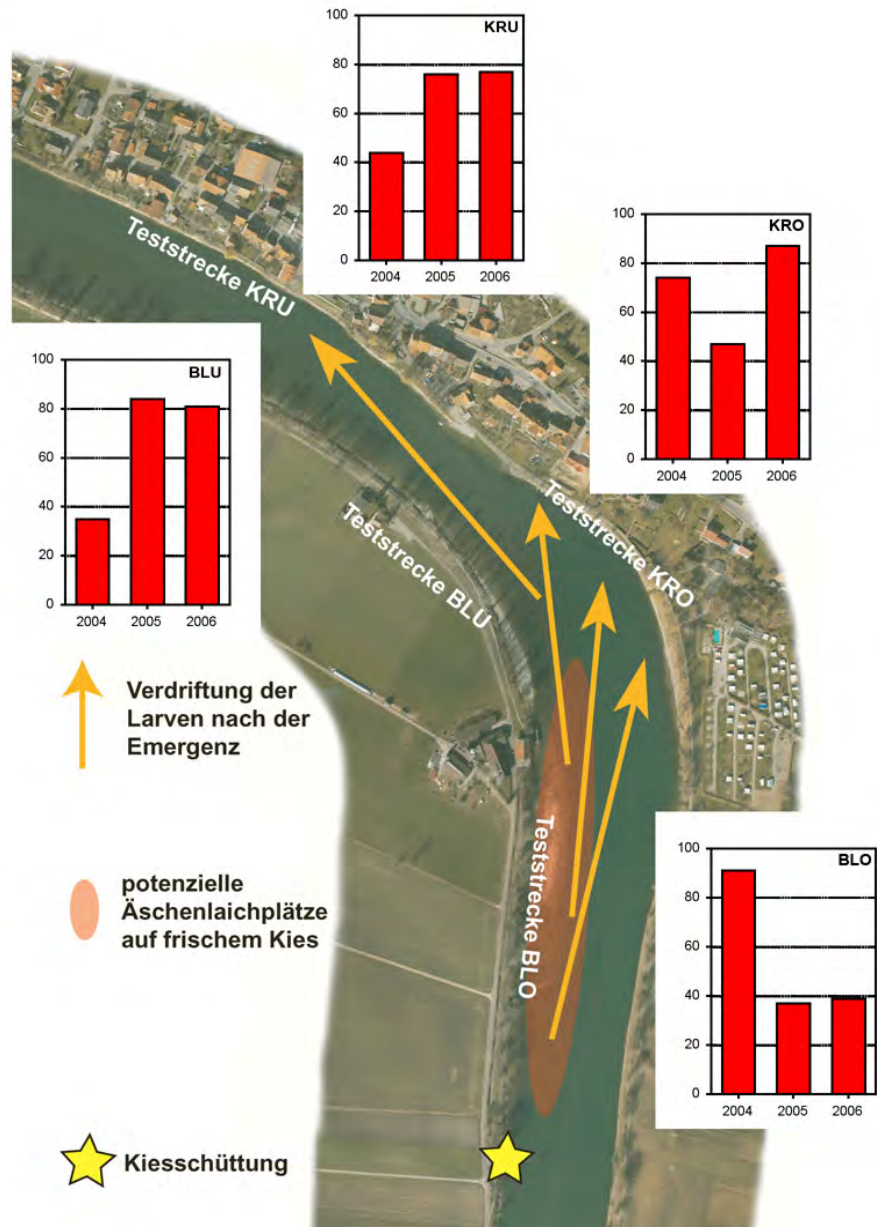 KRU
100
80
60
40
20
0
2004 2005 2006
KRO
100
80
60
40
20
0
2004 2005 2006
BLU
100
80
60
40
20
0
2004 2005 2006
Teststrecke KRU
Teststrecke BLU
Teststrecke KRO
Teststrecke BLO
Verdriftung der
Larven nach der
Emergenz
potenzielle
Äschenlaichplätze
auf frischem Kies
BLO
100
80
60
40
20
0
2004 2005 2006
Kiesschüttung